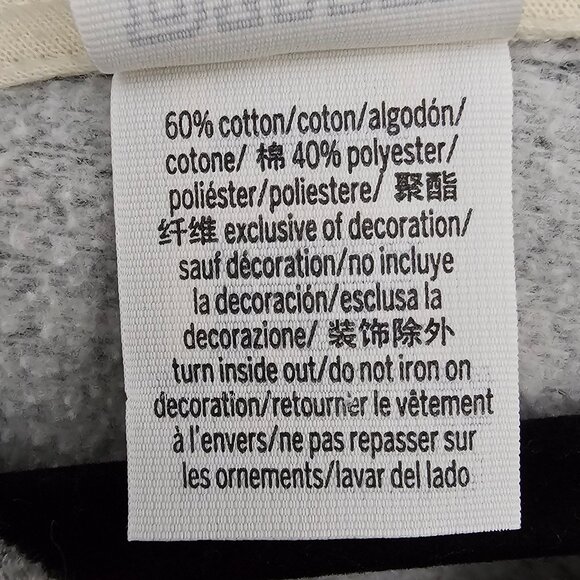 60% cotton/coton/algodón/
cotone/ 棉 40% polyester/
poliéster/poliestere/ 聚酯
纤维 exclusive of decoration/
sauf décoration/no incluye
la decoración/esclusa la
decorazione/ 装饰除外
turn inside out/do not iron on
decoration/retourner le vêtement
à l'envers/ne pas repasser sur
les ornements/lavar del lado